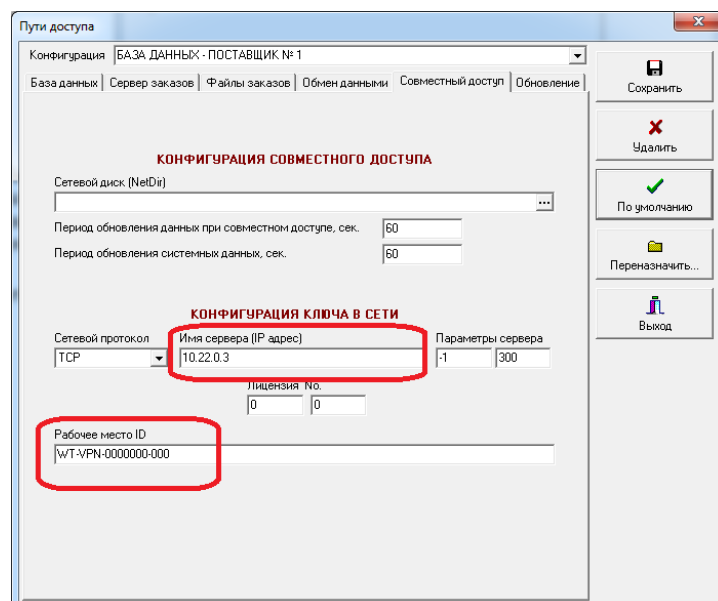 Пути доступа
Конфигурация БАЗА ДАННЫХ - ПОСТАВЩИК № 1
База данных Сервер заказов Файлы заказов Обмен данными Совместный доступ Обновление
КОНФИГУРАЦИЯ СОВМЕСТНОГО ДОСТУПА
Сетевой диск (NetDir)
...
Период обновления данных при совместном доступе, сек. 60
Период обновления системных данных, сек. 60
КОНФИГУРАЦИЯ КЛЮЧА В СЕТИ
Сетевой протокол Имя сервера (IP адрес) Параметры сервера
TCP 10.22.0.3 -1 300
Лицензия No.
0 0
Рабочее место ID
WT-VPN-0000000-000
Сохранить
Удалить
По умолчанию
Переназначить...
Выход